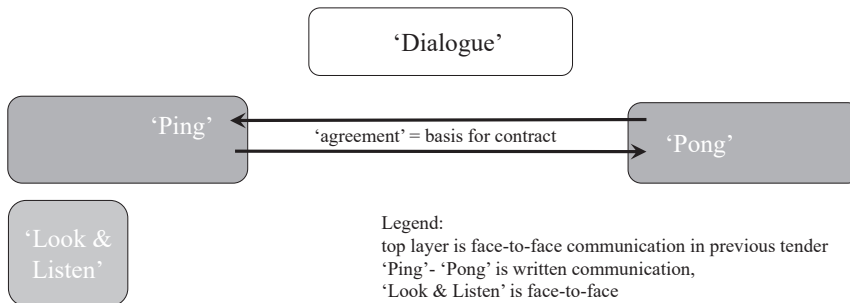 ‘Dialogue’
‘Ping’
‘agreement’ = basis for contract
‘Pong’
‘Look &
Listen’
Legend:
top layer is face-to-face communication in previous tender
‘Ping’- ‘Pong’ is written communication,
‘Look & Listen’ is face-to-face